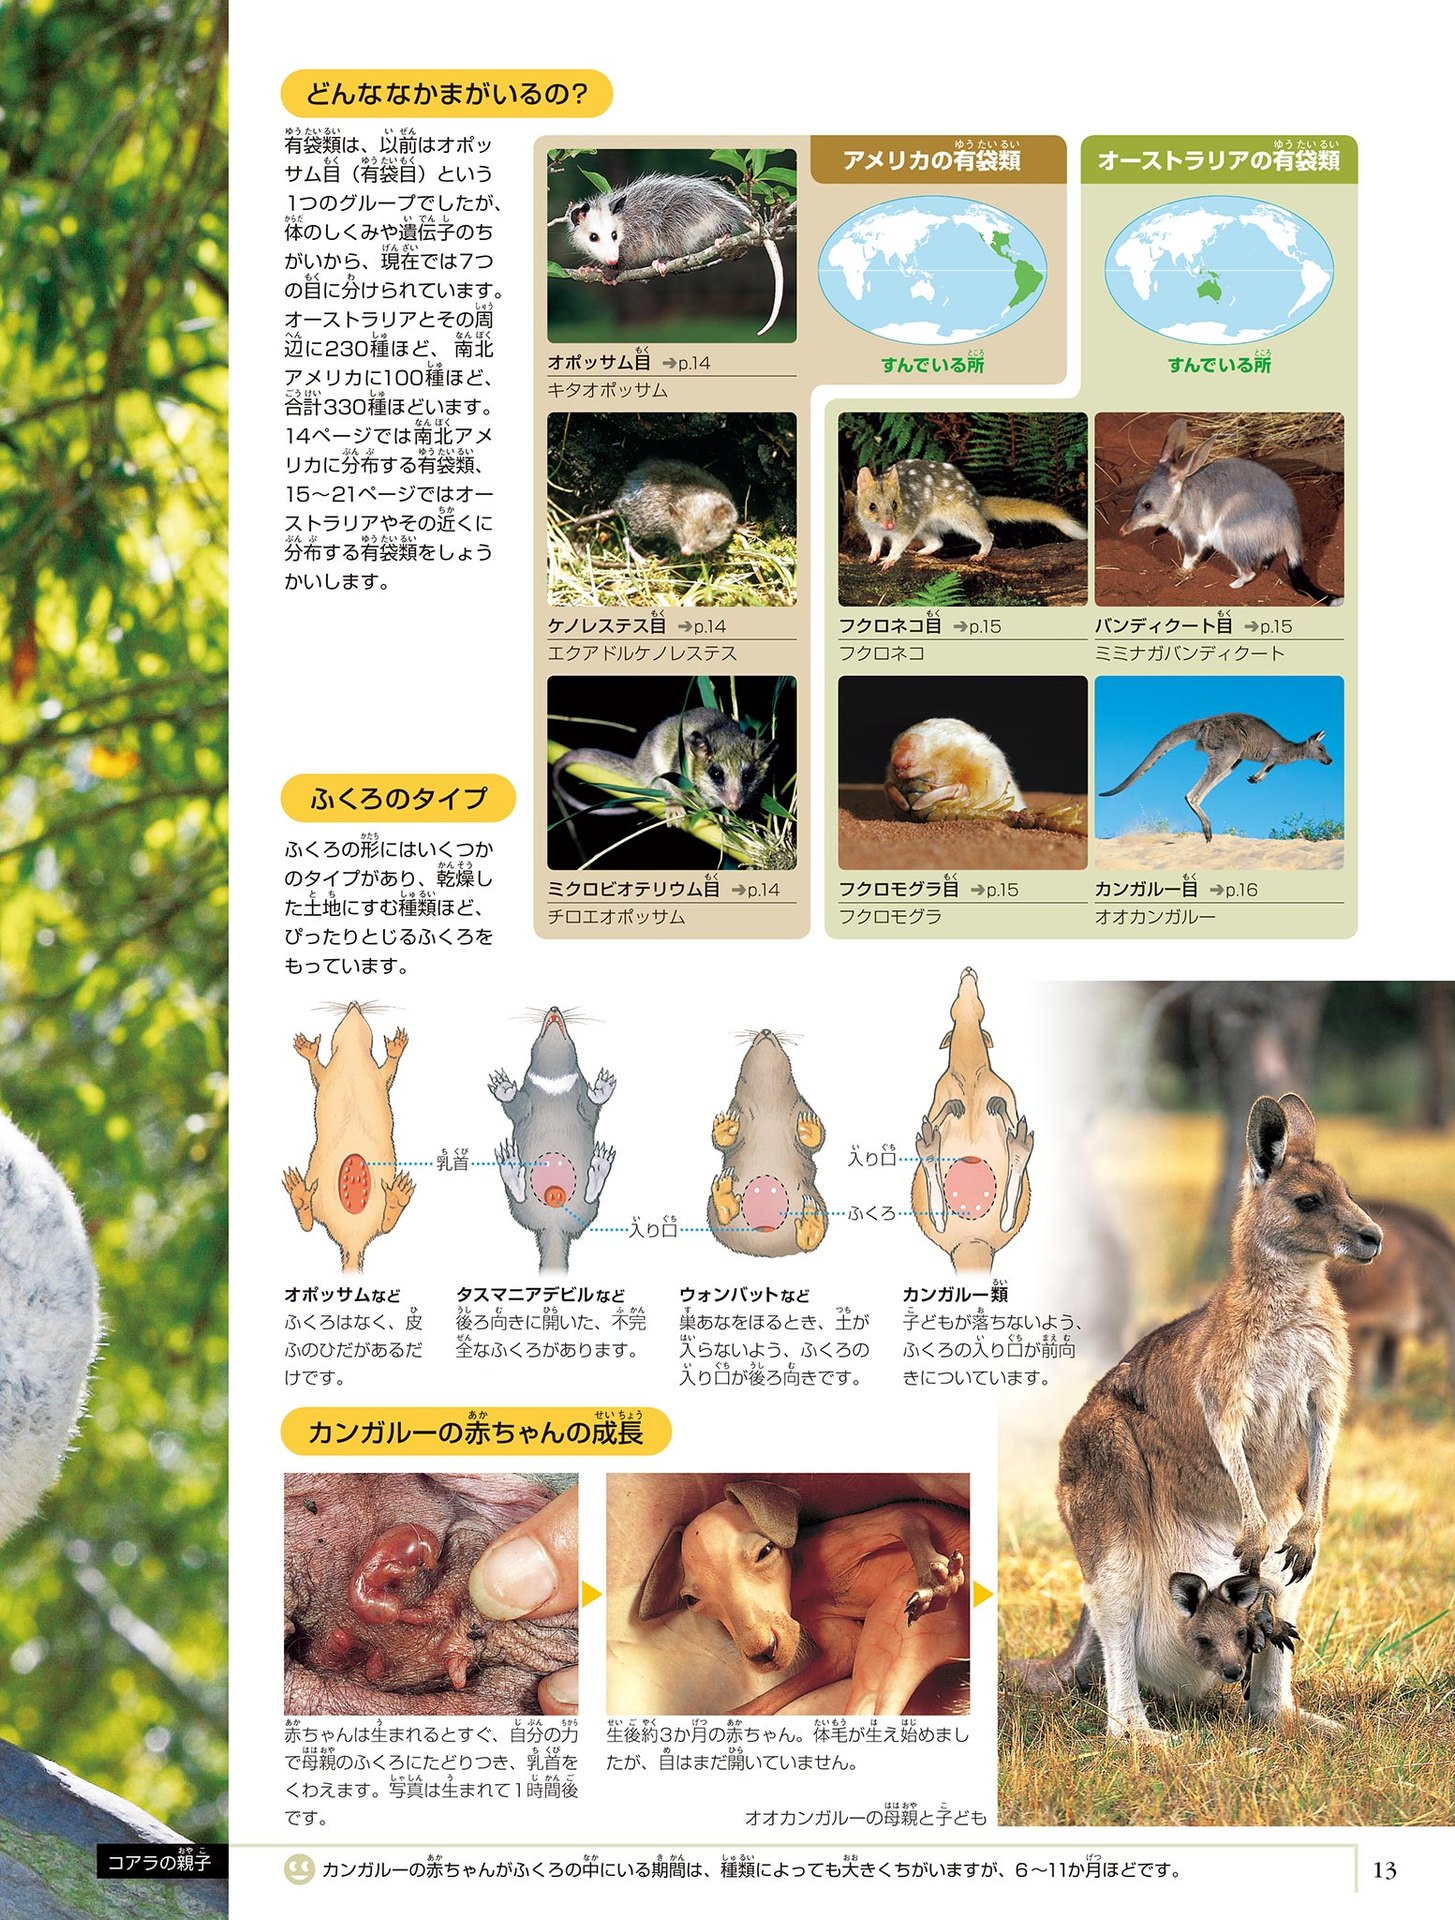 どんななかまがいるの?
有袋類は、以前はオポッ
サム目（有袋目）という
1つのグループでしたが、
体のしくみや遺伝子のち
がいから、現在では7つ
の目に分けられています。
オーストラリアとその周
辺に230種ほど、南北
アメリカに100種ほど、
合計330種ほどいます。
14ページでは南北アメ
リカに分布する有袋類、
15〜21ページではオー
ストラリアやその近くに
分布する有袋類をしょう
かいします。
アメリカの有袋類
すんでいる所
オーストラリアの有袋類
すんでいる所
オポッサム目 ➔p.14
キタオポッサム
ケノレステス目 ➔p.14
エクアドルケノレステス
フクロネコ目 ➔p.15
フクロネコ
バンディクート目 ➔p.15
ミミナガバンディクート
ミクロビオテリウム目 ➔p.14
チロエオポッサム
フクロモグラ目 ➔p.15
フクロモグラ
カンガルー目 ➔p.16
オオカンガルー
ふくろのタイプ
ふくろの形にはいくつか
のタイプがあり、乾燥し
た土地にすむ種類ほど、
ぴったりとじるふくろを
もっています。
乳首
入り口
入り口
ふくろ
オポッサムなど
ふくろはなく、皮
ふのひだがあるだ
けです。
タスマニアデビルなど
後ろ向きに開いた、不完
全なふくろがあります。
ウォンバットなど
巣あなをほるとき、土が
入らないよう、ふくろの
入り口が後ろ向きです。
カンガルー類
子どもが落ちないよう、
ふくろの入り口が前向
きについています。
カンガルーの赤ちゃんの成長
赤ちゃんは生まれるとすぐ、自分の力
で母親のふくろにたどりつき、乳首を
くわえます。写真は生まれて1時間後
です。
生後約3か月の赤ちゃん。体毛が生え始めまし
たが、目はまだ開いていません。
オオカンガルーの母親と子ども
コアラの親子
カンガルーの赤ちゃんがふくろの中にいる期間は、種類によっても大きくちがいますが、6〜11か月ほどです。
13